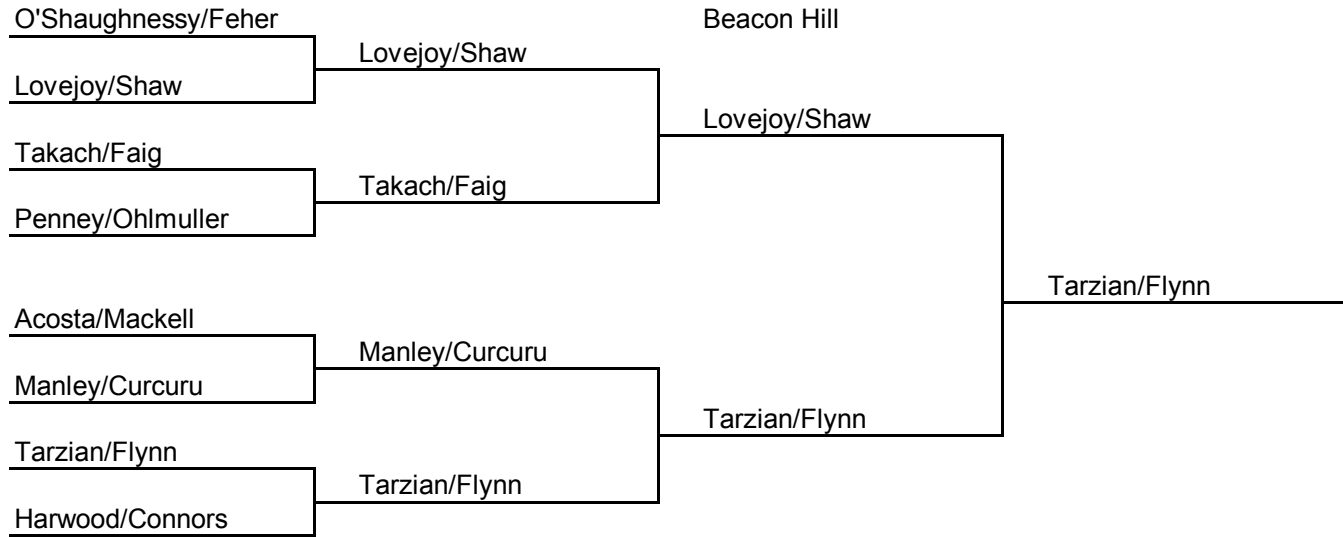 O'Shaughnessy/Feher
Beacon Hill
Lovejoy/Shaw
Lovejoy/Shaw
Lovejoy/Shaw
Takach/Faig
Takach/Faig
Penney/Ohlmuller
Tarzian/Flynn
Acosta/Mackell
Manley/Curcuru
Manley/Curcuru
Tarzian/Flynn
Tarzian/Flynn
Tarzian/Flynn
Harwood/Connors